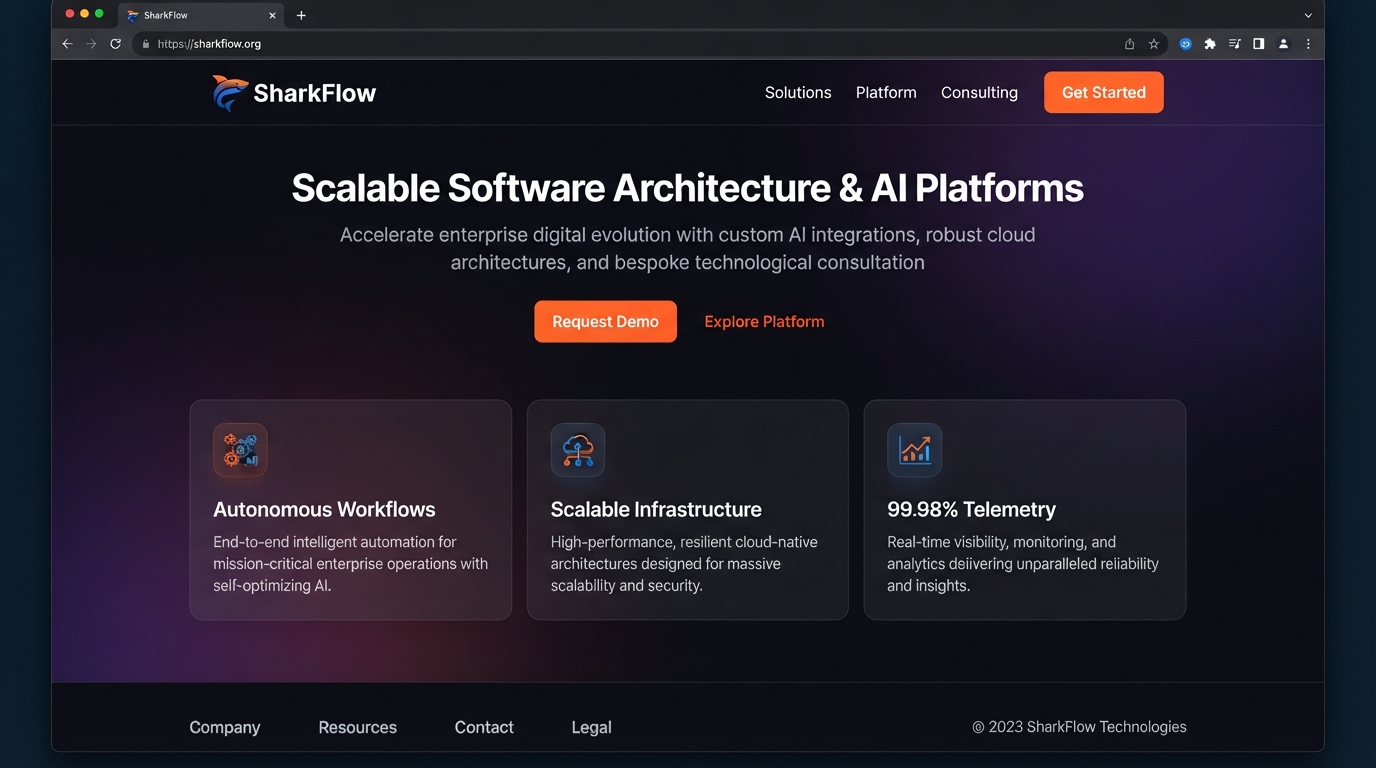 SharkFlow
https://sharkflow.org
SharkFlow
Solutions
Platform
Consulting
Get Started
Scalable Software Architecture & AI Platforms
Accelerate enterprise digital evolution with custom AI integrations, robust cloud
architectures, and bespoke technological consultation
Request Demo
Explore Platform
Autonomous Workflows
End-to-end intelligent automation for
mission-critical enterprise operations with
self-optimizing AI.
Scalable Infrastructure
High-performance, resilient cloud-native
architectures designed for massive
scalability and security.
99.98% Telemetry
Real-time visibility, monitoring, and
analytics deiivering unparalleled reliability
and insights.
Company
Resources
Contact
Legal
© 2023 SharkFlow Technologies